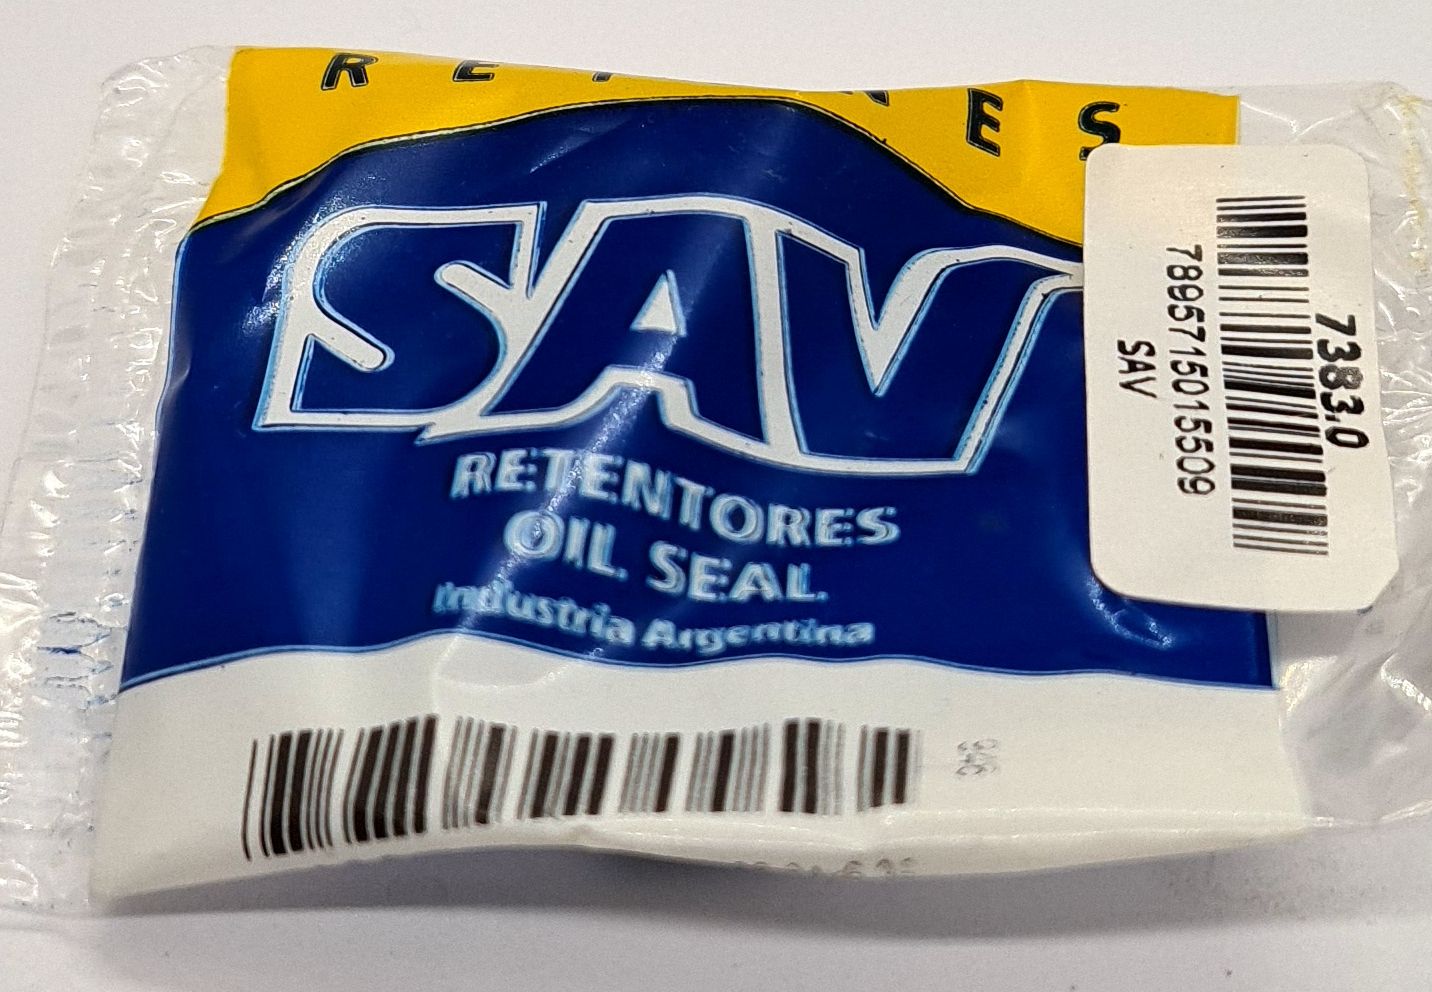 SAV
RETENTORES
OIL SEAL
Industria Argentina
7383.0
7895715015509
SAV